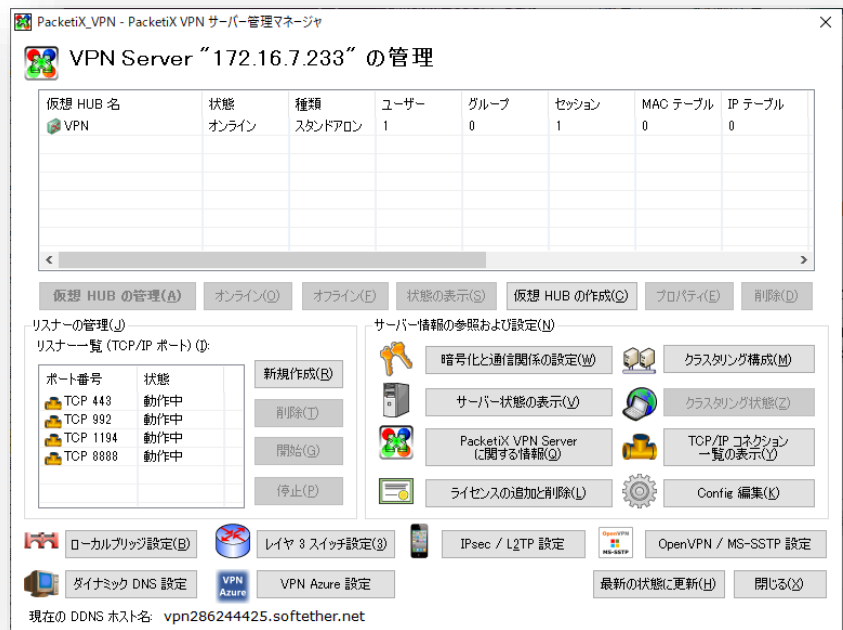 PacketiX_VPN - PacketiX VPN サーバー管理マネージャ
VPN Server "172.16.7.233" の管理
仮想 HUB 名 状態 種類 ユーザー グループ セッション MAC テーブル IP テーブル
VPN オンライン スタンドアロン 1 0 1 0 0
仮想 HUB の管理(A) オンライン(O) オフライン(F) 状態の表示(S) 仮想 HUB の作成(C) プロパティ(E) 削除(D)
リスナーの管理(J)
リスナー一覧 (TCP/IP ポート) (I):
ポート番号 状態
TCP 443 動作中
TCP 992 動作中
TCP 1194 動作中
TCP 8888 動作中
新規作成(R)
削除(T)
開始(G)
停止(P)
サーバー情報の参照および設定(N)
暗号化と通信関係の設定(W) クラスタリング構成(M)
サーバー状態の表示(V) クラスタリング状態(Z)
PacketiX VPN Server
に関する情報(Q)
TCP/IP コネクション
一覧の表示(Y)
ライセンスの追加と削除(L) Config 編集(K)
ローカルブリッジ設定(B) レイヤ 3 スイッチ設定(3) IPsec / L2TP 設定 OpenVPN MS-SSTP OpenVPN / MS-SSTP 設定
ダイナミック DNS 設定 VPN Azure VPN Azure 設定 最新の状態に更新(H) 閉じる(X)
現在の DDNS ホスト名: vpn286244425.softether.net